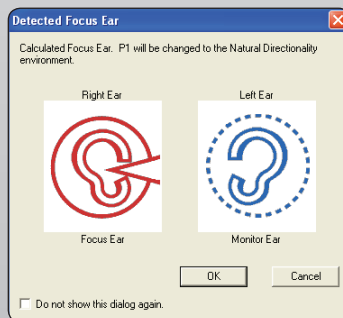 Detected Focus Ear
Calculated Focus Ear. P1 will be changed to the Natural Directionality
environment.
Right Ear
Left Ear
Focus Ear
Monitor Ear
OK
Cancel
Do not show this dialog again.